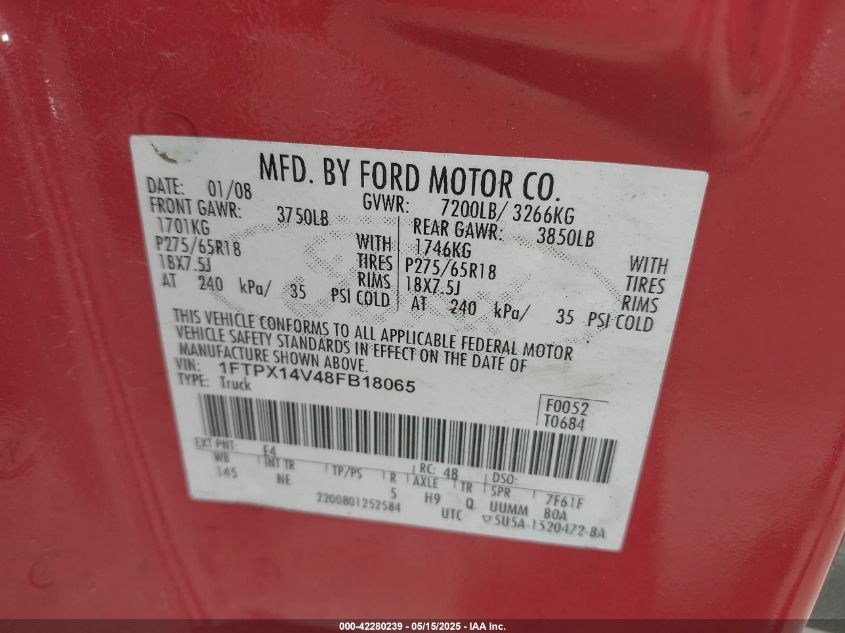 MFD. BY FORD MOTOR CO.
DATE: 01/08 GVWR: 7200LB/ 3266KG
FRONT GAWR: 3750LB REAR GAWR: 3850LB
1701KG WITH 1746KG WITH
P275/65R18 TIRES P275/65R18 TIRES
18X7.5J RIMS 18X7.5J RIMS
AT 240 kPa/ 35 PSI COLD AT 240 kPa/ 35 PSI COLD
THIS VEHICLE CONFORMS TO ALL APPLICABLE FEDERAL MOTOR
VEHICLE SAFETY STANDARDS IN EFFECT ON THE DATE OF
MANUFACTURE SHOWN ABOVE.
VIN: 1FTPX14V48FB18065
TYPE: Truck
F0052
T0684
EXT PNT: F4 RC: 48 DSO:
WB INT TR TP/PS R AXLE TR SPR 7F61F
145 NE 5 H9 Q UUMM BOA
2200801252584 UTC ▽5U5A-1520472-BA
000-42280239 - 05/15/2025 - IAA Inc.